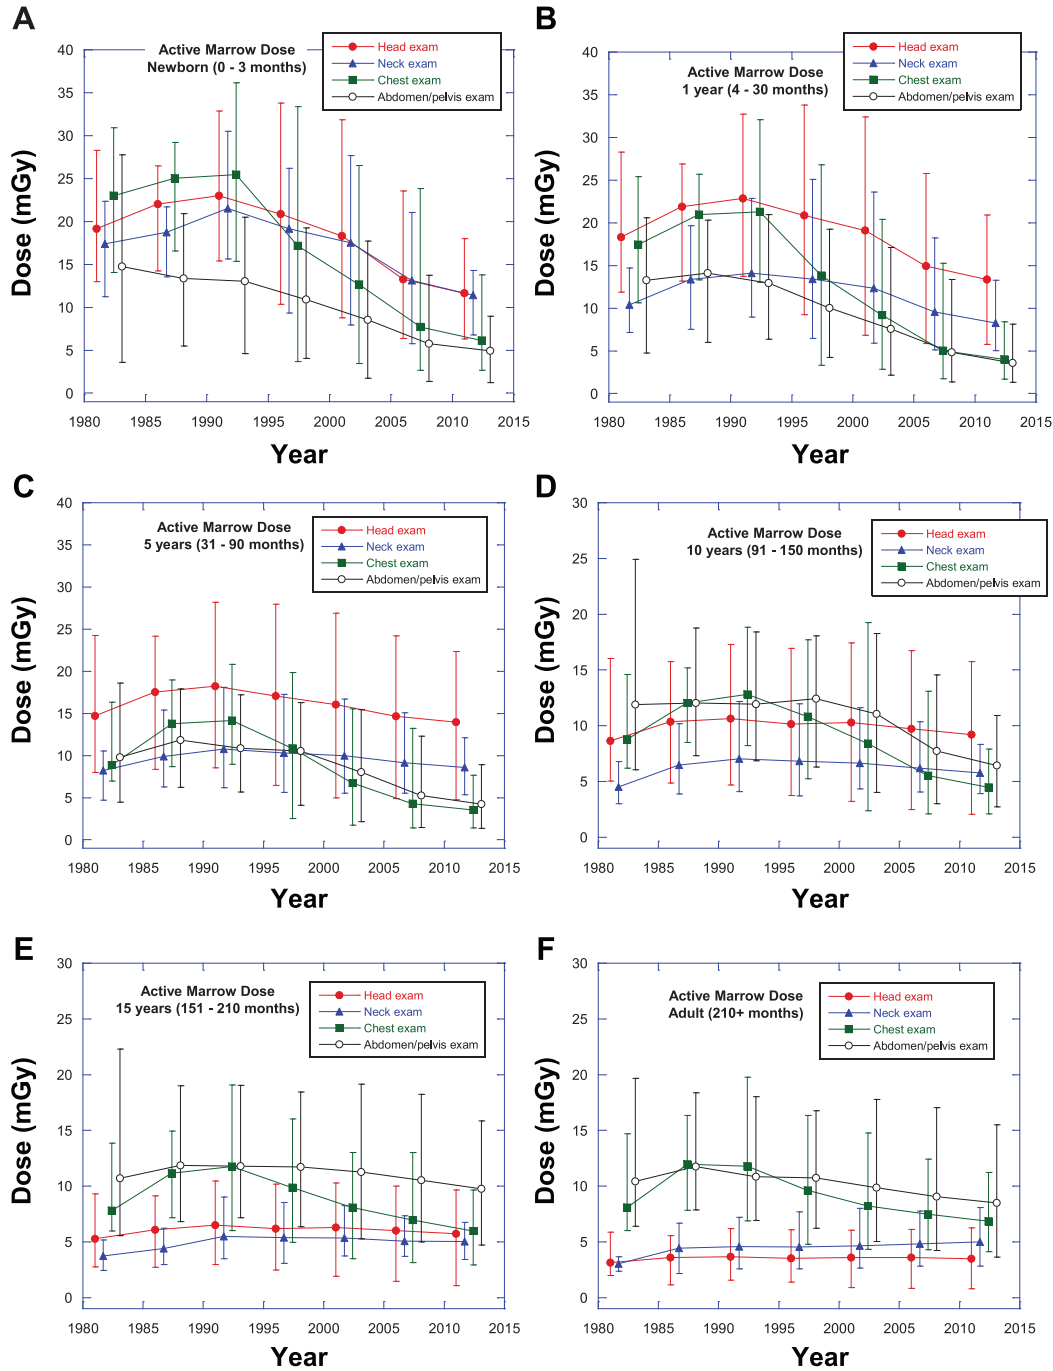 A
Active Marrow Dose
Newborn (0 - 3 months)
Head exam
Neck exam
Chest exam
Abdomen/pelvis exam
Dose (mGy)
40
35
30
25
20
15
10
5
0
1980 1985 1990 1995 2000 2005 2010 2015
Year
B
Active Marrow Dose
1 year (4 - 30 months)
Head exam
Neck exam
Chest exam
Abdomen/pelvis exam
Dose (mGy)
40
35
30
25
20
15
10
5
0
1980 1985 1990 1995 2000 2005 2010 2015
Year
C
Active Marrow Dose
5 years (31 - 90 months)
Head exam
Neck exam
Chest exam
Abdomen/pelvis exam
Dose (mGy)
40
35
30
25
20
15
10
5
0
1980 1985 1990 1995 2000 2005 2010 2015
Year
D
Active Marrow Dose
10 years (91 - 150 months)
Head exam
Neck exam
Chest exam
Abdomen/pelvis exam
Dose (mGy)
30
25
20
15
10
5
0
1980 1985 1990 1995 2000 2005 2010 2015
Year
E
Active Marrow Dose
15 years (151 - 210 months)
Head exam
Neck exam
Chest exam
Abdomen/pelvis exam
Dose (mGy)
30
25
20
15
10
5
0
1980 1985 1990 1995 2000 2005 2010 2015
Year
F
Active Marrow Dose
Adult (210+ months)
Head exam
Neck exam
Chest exam
Abdomen/pelvis exam
Dose (mGy)
30
25
20
15
10
5
0
1980 1985 1990 1995 2000 2005 2010 2015
Year